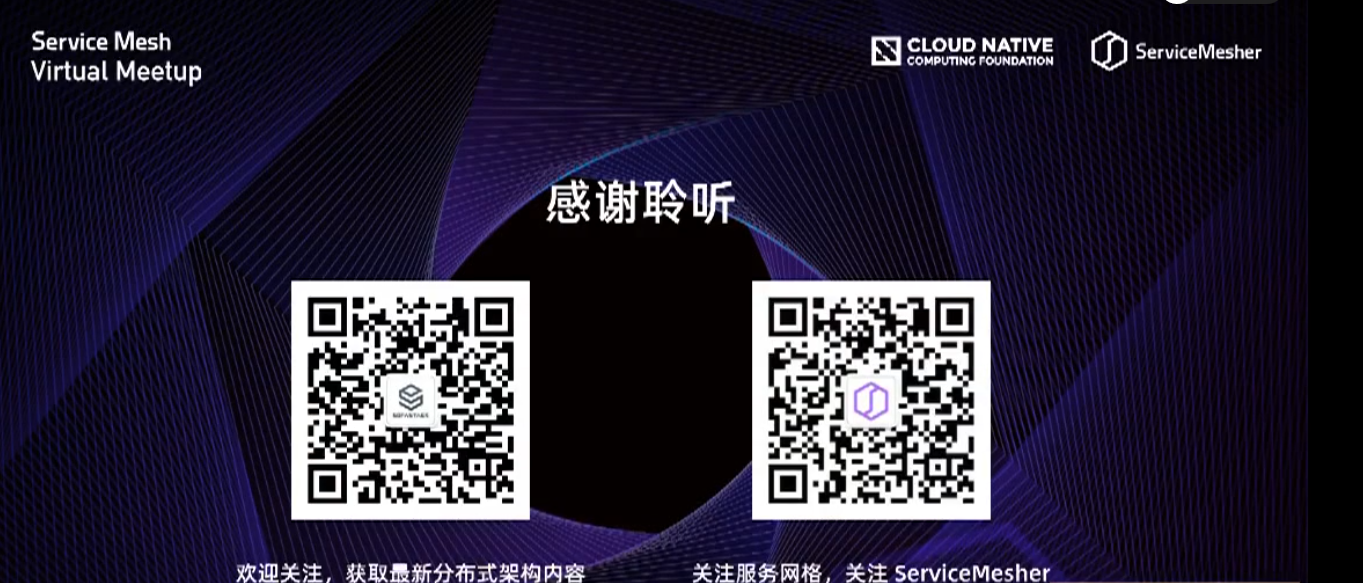 Service Mesh
Virtual Meetup
CLOUD NATIVE
COMPUTING FOUNDATION
ServiceMesher
感谢聆听
SOFASTACK
欢迎关注，获取最新分布式架构内容
关注服务网格，关注 ServiceMesher